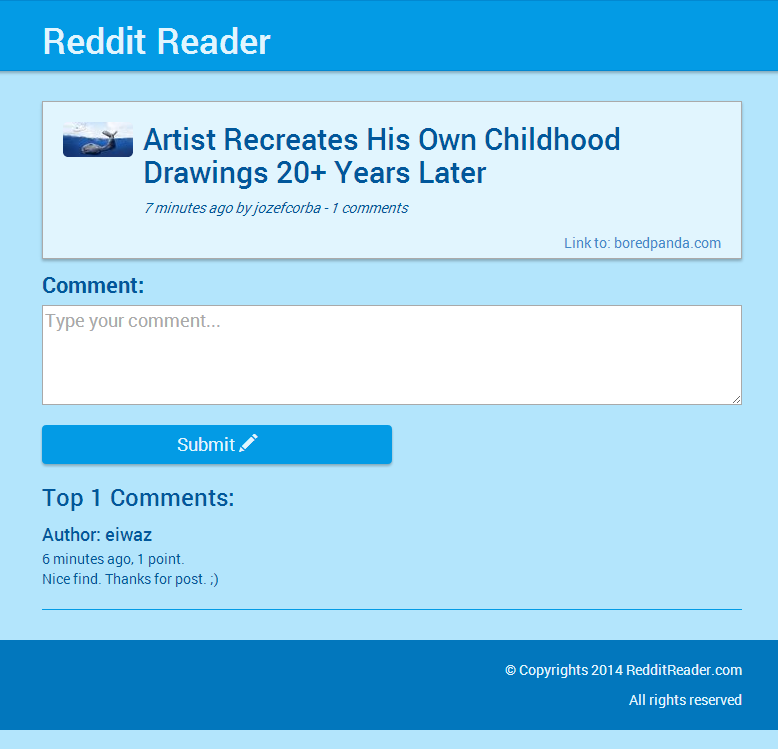 Reddit Reader
Artist Recreates His Own Childhood
Drawings 20+ Years Later
7 minutes ago by jozefcorba - 1 comments
Link to: boredpanda.com
Comment:
Type your comment...
Submit
Top 1 Comments:
Author: eiwaz
6 minutes ago, 1 point.
Nice find. Thanks for post. ;)
© Copyrights 2014 RedditReader.com
All rights reserved